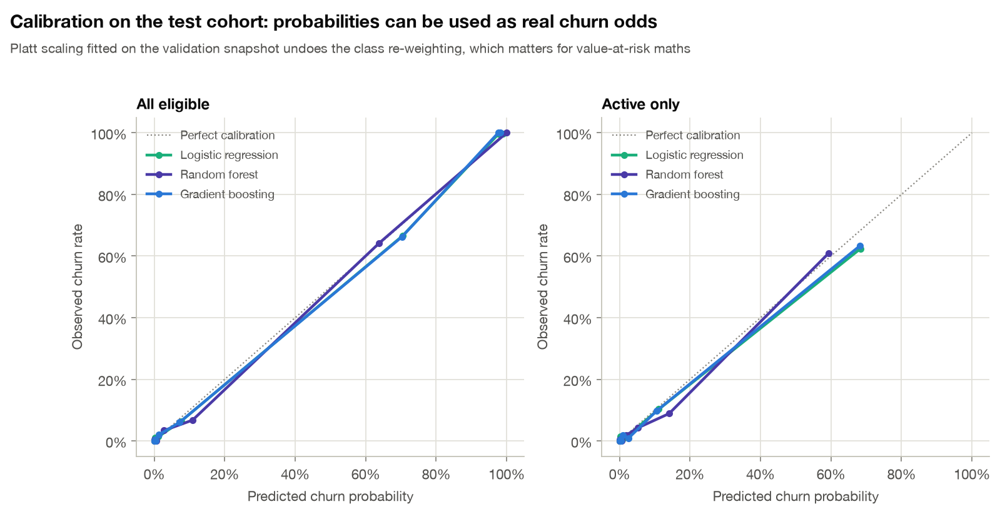 Calibration on the test cohort: probabilities can be used as real churn odds
Platt scaling fitted on the validation snapshot undoes the class re-weighting, which matters for value-at-risk maths
All eligible
Perfect calibration
Logistic regression
Random forest
Gradient boosting
100%
80%
60%
40%
20%
0%
Observed churn rate
0% 20% 40% 60% 80% 100%
Predicted churn probability
Active only
Perfect calibration
Logistic regression
Random forest
Gradient boosting
100%
80%
60%
40%
20%
0%
Observed churn rate
0% 20% 40% 60% 80% 100%
Predicted churn probability